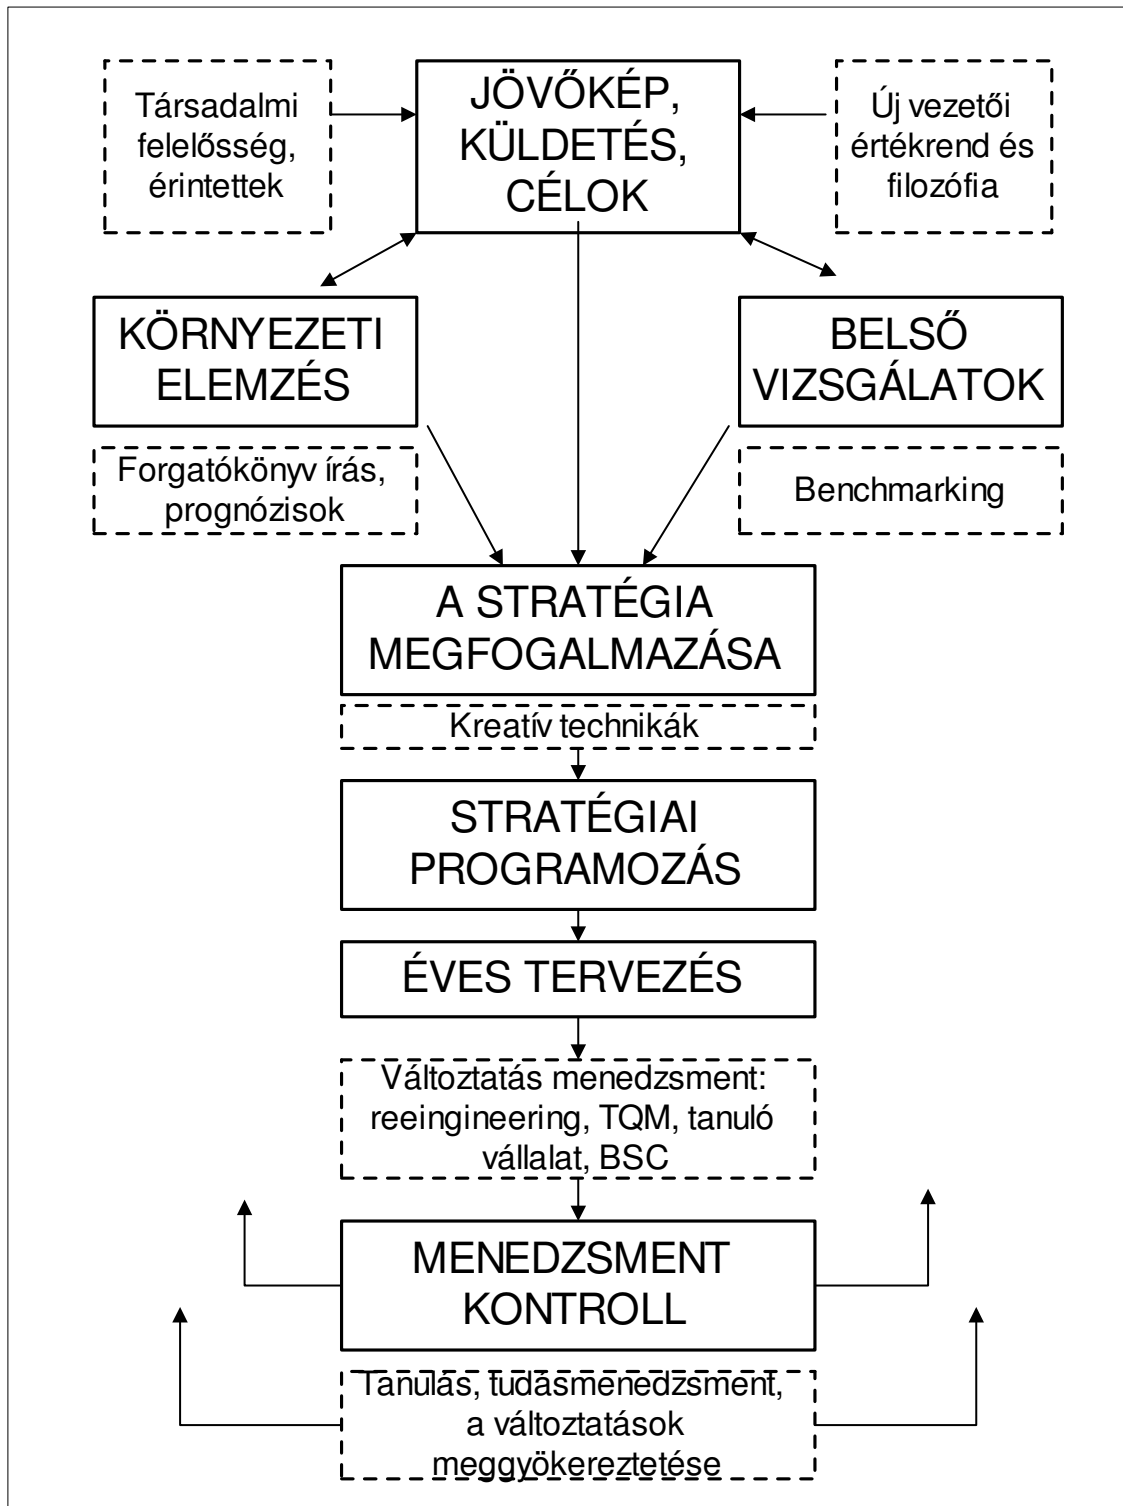 Társadalmi
felelősség,
érintettek
JÖVŐKÉP,
KÜLDETÉS,
CÉLOK
Új vezetői
értékrend és
filozófia
KÖRNYEZETI
ELEMZÉS
BELSŐ
VIZSGÁLATOK
Forgatókönyv írás,
prognózisok
Benchmarking
A STRATÉGIA
MEGFOGALMAZÁSA
Kreatív technikák
STRATÉGIAI
PROGRAMOZÁS
ÉVES TERVEZÉS
Változtatás menedzsment:
reeingineering, TQM, tanuló
vállalat, BSC
MENEDZSMENT
KONTROLL
Tanulás, tudásmenedzsment,
a változtatások
meggyökereztetése